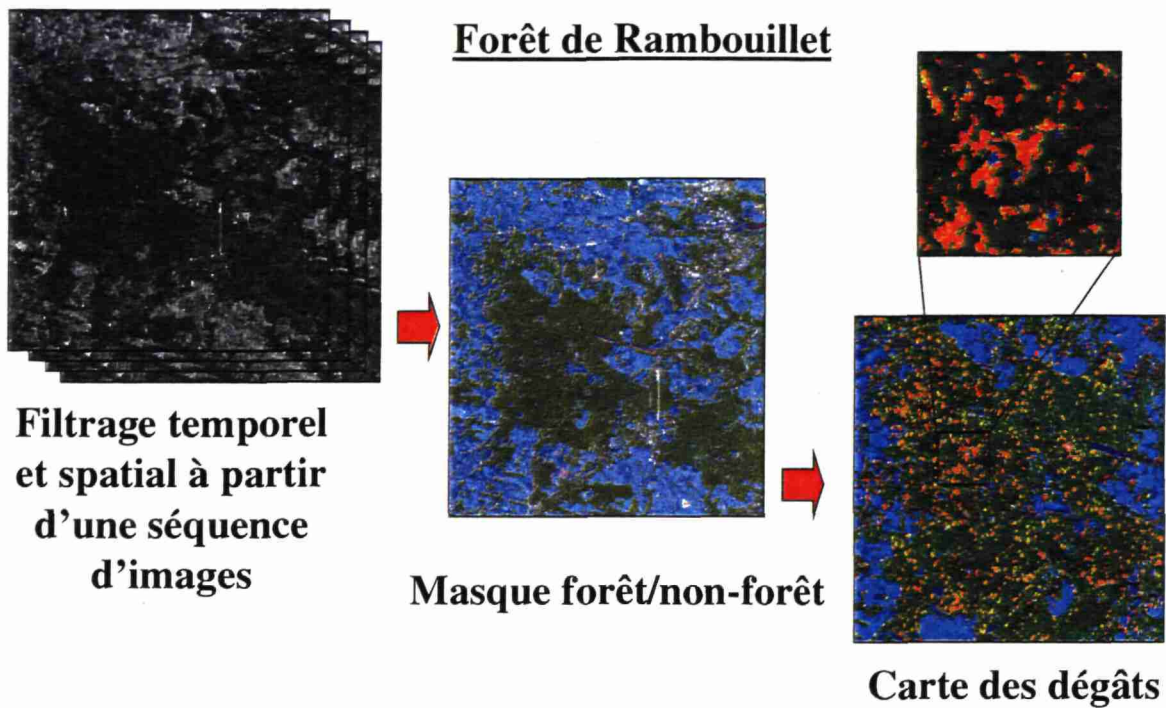 Forêt de Rambouillet
Filtrage temporel
et spatial à partir
d'une séquence
d'images
Masque forêt/non-forêt
Carte des dégâts